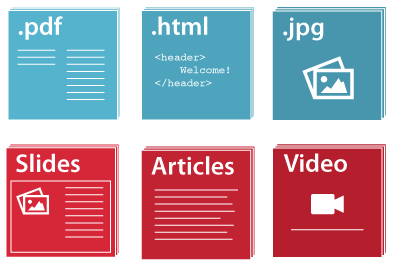 .pdf
.html
<header>
Welcome!
</header>
.jpg
Slides
Articles
Video